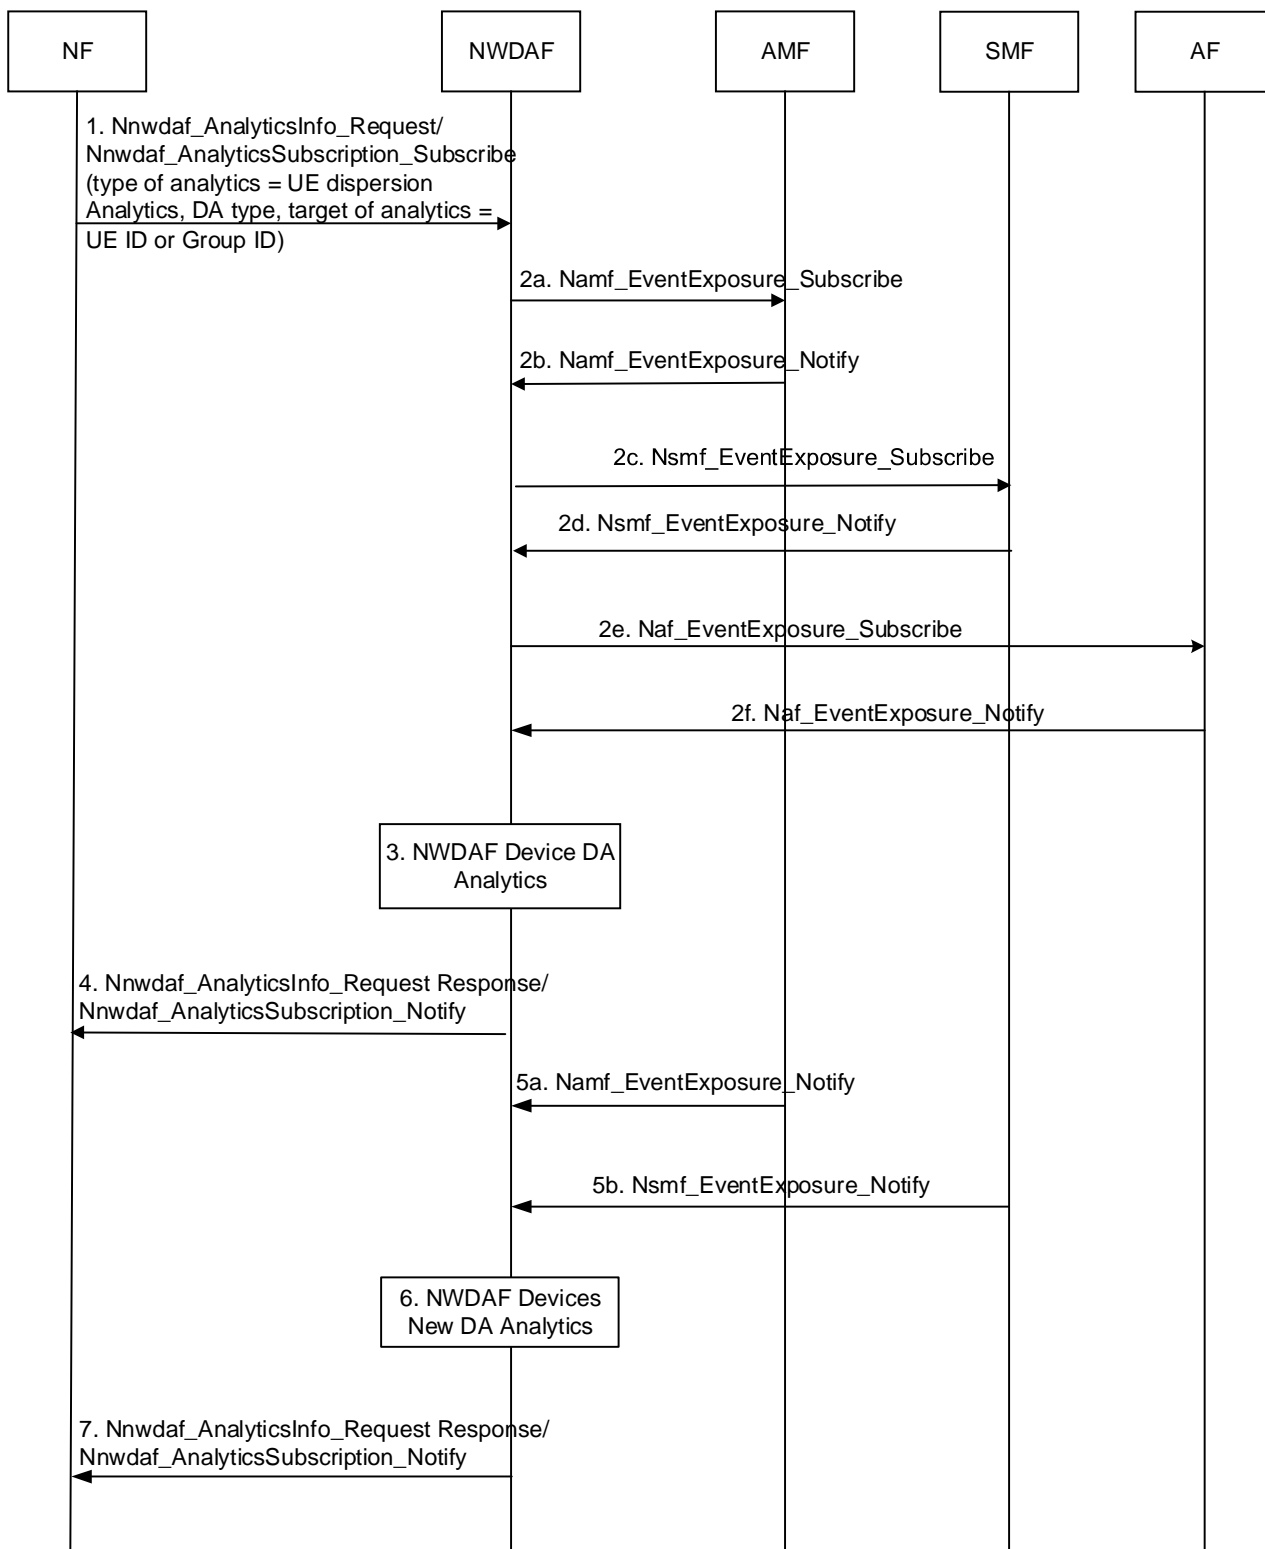 NF
NWDAF
AMF
SMF
AF
1. Nnwdaf_AnalyticsInfo_Request/
Nnwdaf_AnalyticsSubscription_Subscribe
(type of analytics = UE dispersion
Analytics, DA type, target of analytics =
UE ID or Group ID)
2a. Namf_EventExposure_Subscribe
2b. Namf_EventExposure_Notify
2c. Nsmf_EventExposure_Subscribe
2d. Nsmf_EventExposure_Notify
2e. Naf_EventExposure_Subscribe
2f. Naf_EventExposure_Notify
3. NWDAF Device DA
Analytics
4. Nnwdaf_AnalyticsInfo_Request Response/
Nnwdaf_AnalyticsSubscription_Notify
5a. Namf_EventExposure_Notify
5b. Nsmf_EventExposure_Notify
6. NWDAF Devices
New DA Analytics
7. Nnwdaf_AnalyticsInfo_Request Response/
Nnwdaf_AnalyticsSubscription_Notify